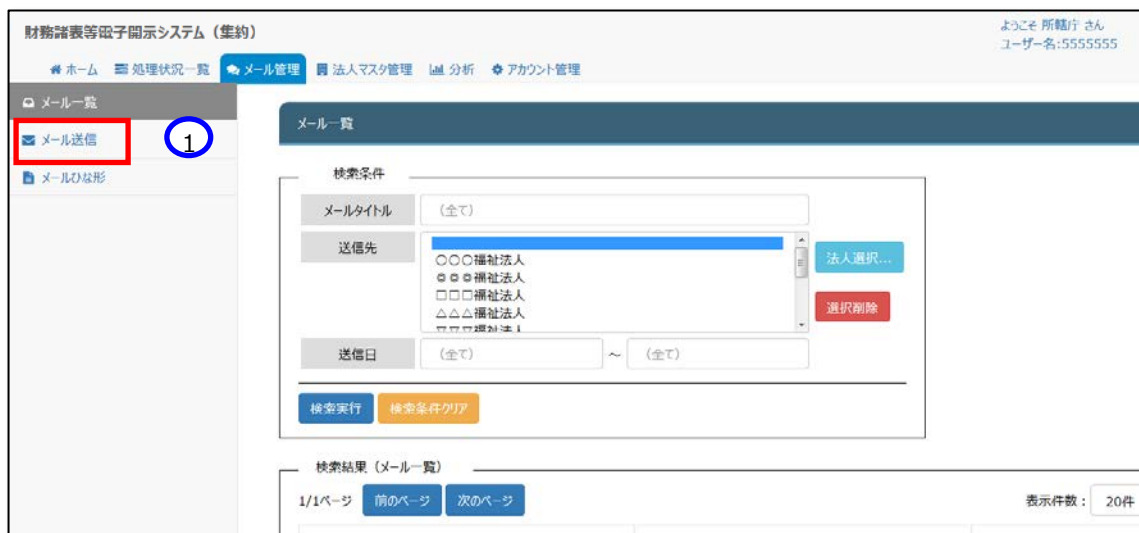 財務諸表等電子開示システム（集約）
ようこそ 所轄庁 さん
ユーザー名:5555555
ホーム 処理状況一覧 メール管理 法人マスタ管理 分析 アカウント管理
メール一覧
メール送信
1
メールひな形
メール一覧
検索条件
メールタイトル （全て）
送信先
○○○福祉法人
◎◎◎福祉法人
□□□福祉法人
△△△福祉法人
▽▽▽福祉法人
法人選択...
選択削除
送信日 （全て） ～ （全て）
検索実行 検索条件クリア
検索結果（メール一覧）
1/1ページ 前のページ 次のページ 表示件数： 20件